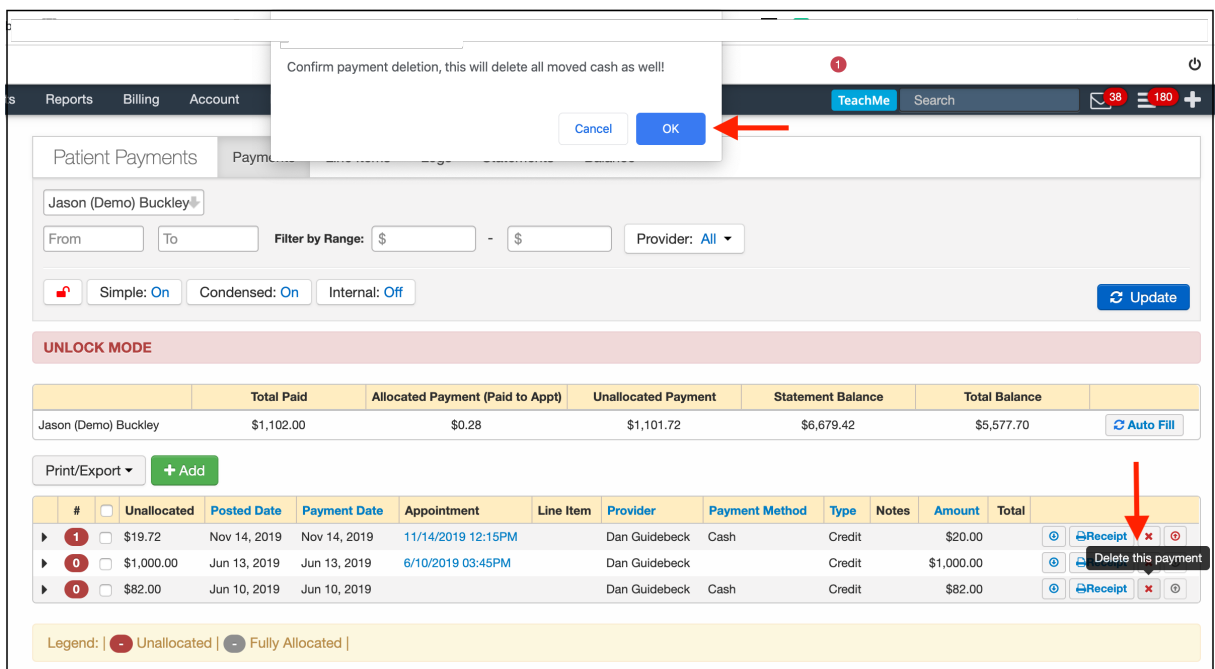 Confirm payment deletion, this will delete all moved cash as well!
1
Reports Billing Account TeachMe Search 38 180
Cancel OK
Patient Payments
Jason (Demo) Buckley
From To Filter by Range: $ - $ Provider: All
Simple: On Condensed: On Internal: Off Update
UNLOCK MODE
Total Paid Allocated Payment (Paid to Appt) Unallocated Payment Statement Balance Total Balance
Jason (Demo) Buckley $1,102.00 $0.28 $1,101.72 $6,679.42 $5,577.70 Auto Fill
Print/Export + Add
# Unallocated Posted Date Payment Date Appointment Line Item Provider Payment Method Type Notes Amount Total
1 $19.72 Nov 14, 2019 Nov 14, 2019 11/14/2019 12:15PM Dan Guidebeck Cash Credit $20.00 Receipt
Delete this payment
0 $1,000.00 Jun 13, 2019 Jun 13, 2019 6/10/2019 03:45PM Dan Guidebeck Credit $1,000.00
0 $82.00 Jun 10, 2019 Jun 10, 2019 Dan Guidebeck Cash Credit $82.00 Receipt
Legend: | - Unallocated | - Fully Allocated |